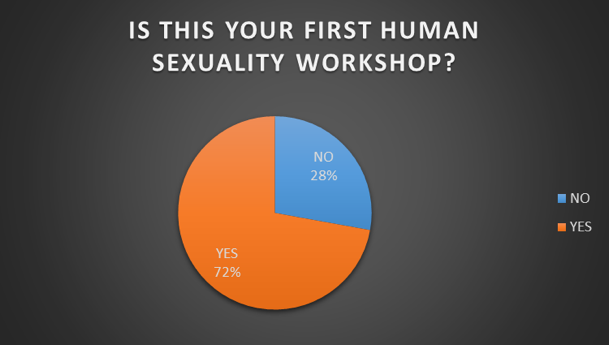 IS THIS YOUR FIRST HUMAN
SEXUALITY WORKSHOP?
NO
28%
YES
72%
NO
YES